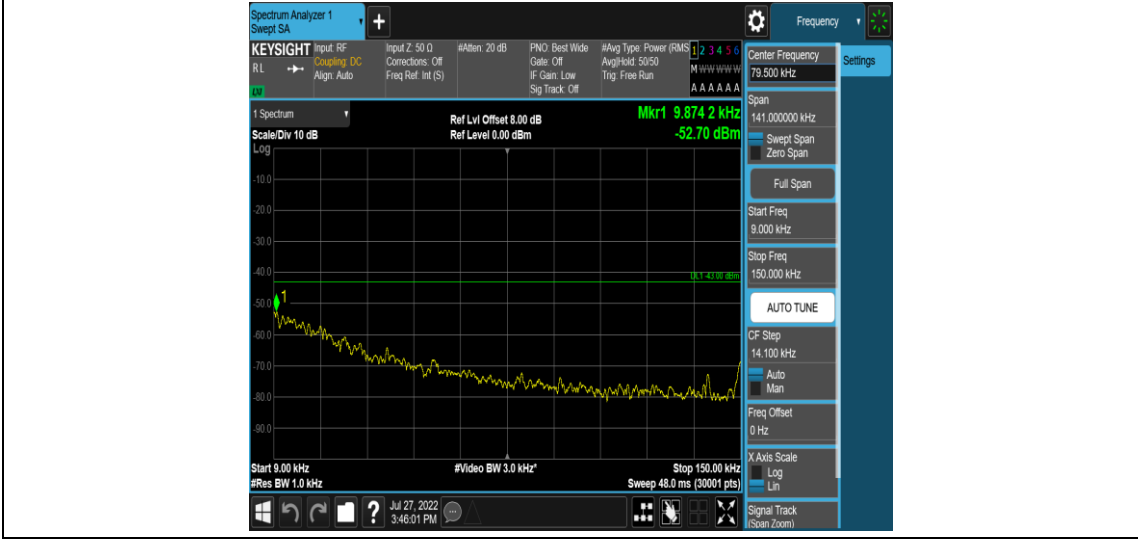 Spectrum Analyzer 1
Swept SA
Frequency
KEYSIGHT
RL
LXI
Input: RF
Coupling: DC
Align: Auto
Input Z: 50 Ω
Corrections: Off
Freq Ref: Int (S)
#Atten: 20 dB
PNO: Best Wide
Gate: Off
IF Gain: Low
Sig Track: Off
#Avg Type: Power (RMS
Avg|Hold: 50/50
Trig: Free Run
1 2 3 4 5 6
M W W W W W
A A A A A A
1 Spectrum
Scale/Div 10 dB
Log
Ref Lvl Offset 8.00 dB
Ref Level 0.00 dBm
Mkr1 9.874 2 kHz
-52.70 dBm
-10.0
-20.0
-30.0
-40.0
DL1 -43.00 dBm
-50.0
1
-60.0
-70.0
-80.0
-90.0
Start 9.00 kHz
#Video BW 3.0 kHz*
Stop 150.00 kHz
#Res BW 1.0 kHz
Sweep 48.0 ms (30001 pts)
Jul 27, 2022
3:46:01 PM
Center Frequency
79.500 kHz
Settings
Span
141.000000 kHz
Swept Span
Zero Span
Full Span
Start Freq
9.000 kHz
Stop Freq
150.000 kHz
AUTO TUNE
CF Step
14.100 kHz
Auto
Man
Freq Offset
0 Hz
X Axis Scale
Log
Lin
Signal Track
(Span Zoom)